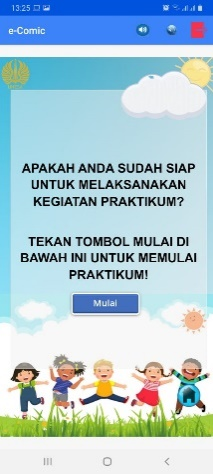 13:25
e-Comic
APAKAH ANDA SUDAH SIAP
UNTUK MELAKSANAKAN
KEGIATAN PRAKTIKUM?
TEKAN TOMBOL MULAI DI
BAWAH INI UNTUK MEMULAI
PRAKTIKUM!
Mulai